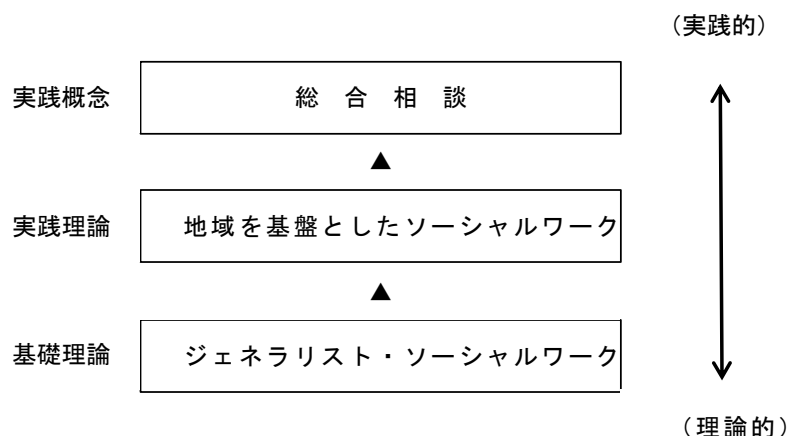 (実践的)
実践概念 総合相談
▲
実践理論 地域を基盤としたソーシャルワーク
▲
基礎理論 ジェネラリスト・ソーシャルワーク
(理論的)